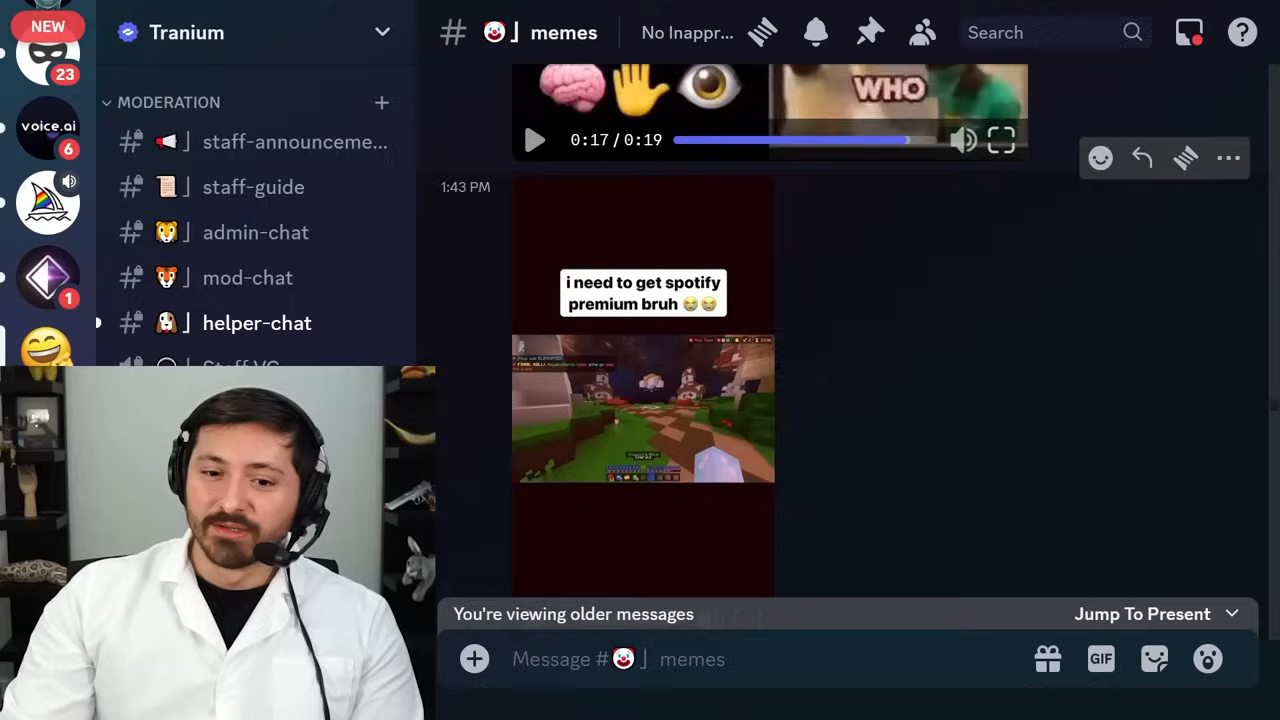 NEW
Tranium
memes
No Inappr...
Search
23
MODERATION
WHO
voice.ai
6
staff-announceme...
0:17 / 0:19
1:43 PM
staff-guide
admin-chat
mod-chat
1
helper-chat
Staff VC
i need to get spotify
premium bruh 😭😭
You're viewing older messages
Jump To Present
Message # 🤡 」 memes
GIF